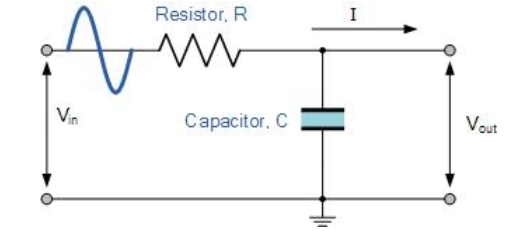 Resistor, R
I
Vin
Capacitor, C
Vout